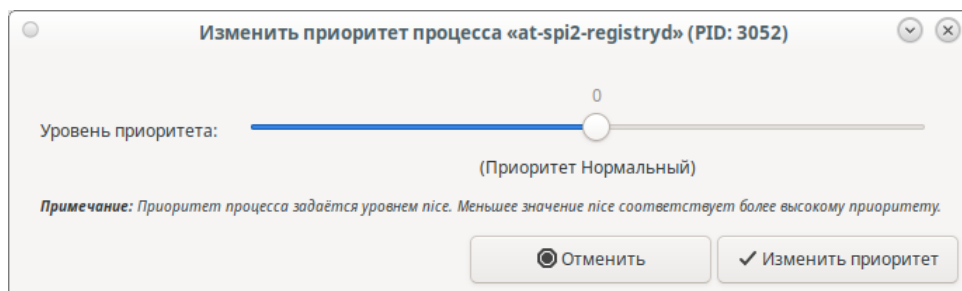 Изменить приоритет процесса «at-spi2-registryd» (PID: 3052)
0
Уровень приоритета:
(Приоритет Нормальный)
Примечание: Приоритет процесса задаётся уровнем nice. Меньшее значение nice соответствует более высокому приоритету.
Отменить
Изменить приоритет